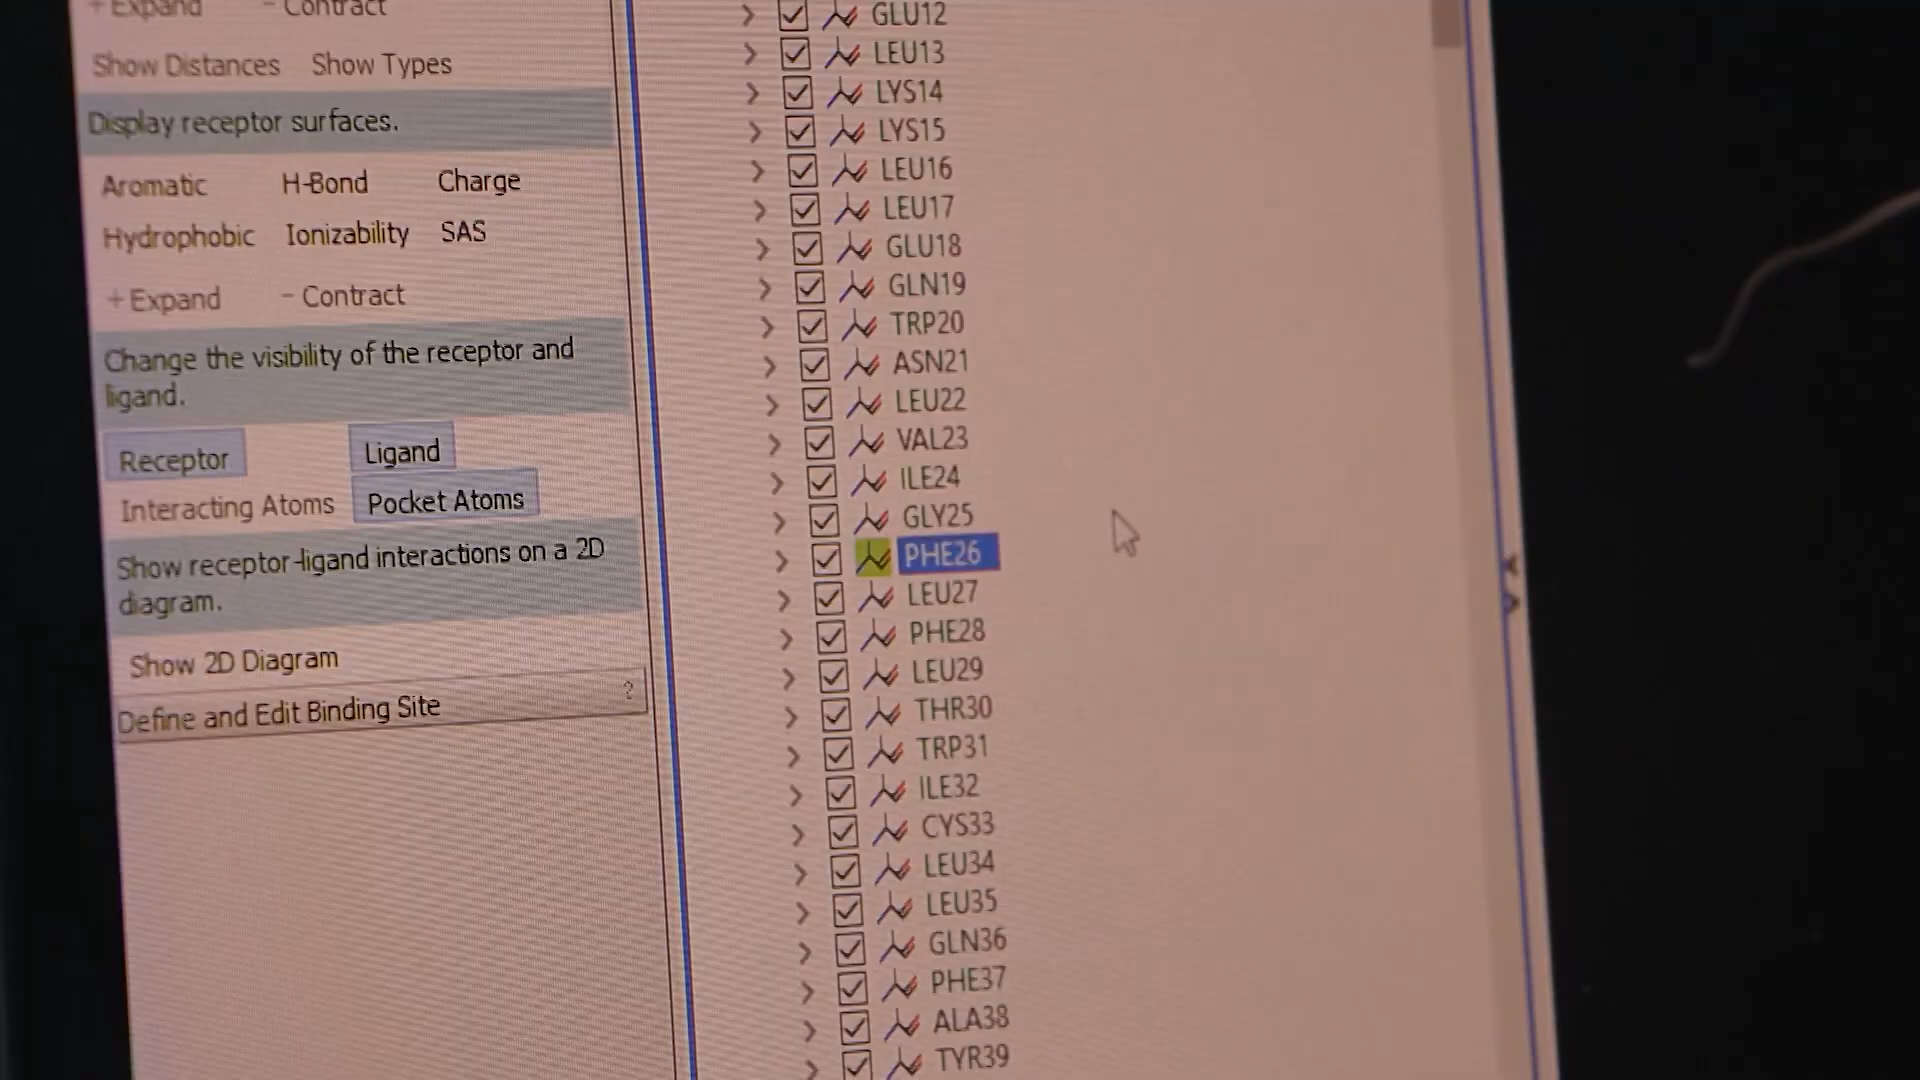 + Expand - Contract
Show Distances Show Types
Display receptor surfaces.
Aromatic H-Bond Charge
Hydrophobic Ionizability SAS
+ Expand - Contract
Change the visibility of the receptor and
ligand.
Receptor Ligand
Interacting Atoms Pocket Atoms
Show receptor-ligand interactions on a 2D
diagram.
Show 2D Diagram
Define and Edit Binding Site ?
GLU12
LEU13
LYS14
LYS15
LEU16
LEU17
GLU18
GLN19
TRP20
ASN21
LEU22
VAL23
ILE24
GLY25
PHE26
LEU27
PHE28
LEU29
THR30
TRP31
ILE32
CYS33
LEU34
LEU35
GLN36
PHE37
ALA38
TYR39